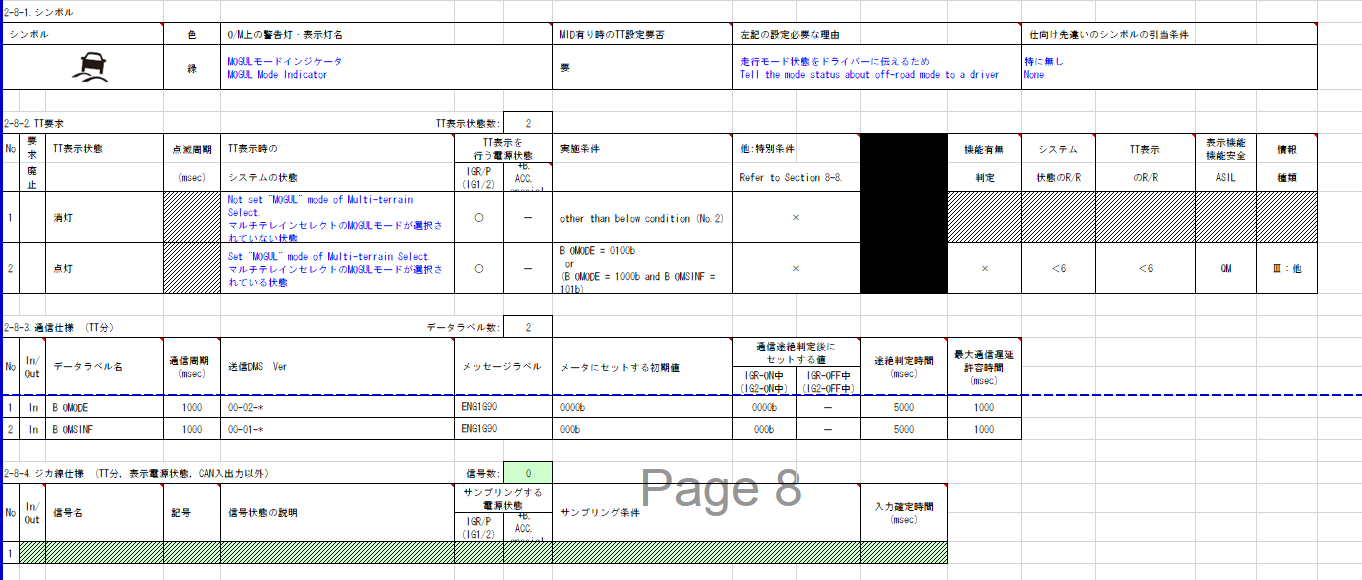 2-8-1. シンボル
シンボル 色 O/M上の警告灯・表示灯名 MID有り時のTT設定要否 左記の設定必要な理由 仕向け先違いのシンボルの引当条件
緑 MOGULモードインジケータ
MOGUL Mode Indicator 要 走行モード状態をドライバーに伝えるため
Tell the mode status about off-road mode to a driver 特に無し
None
2-8-2. TT要求 TT表示状態数: 2
No 要求 廃止 TT表示状態 点滅周期 (msec) TT表示時の システムの状態 TT表示を 行う電源状態 実施条件 他:特別条件 機能有無 システム TT表示 表示機能 情報
IGR/P
(IG1/2) +B.
ACC. Refer to Section 8-8. 判定 状態のR/R のR/R 機能安全
ASIL 種類
1 消灯 Not set "MOGUL" mode of Multi-terrain
Select.
マルチテレインセレクトのMOGULモードが選択さ
れていない状態 ○ － other than below condition (No.2) ×
2 点灯 Set "MOGUL" mode of Multi-terrain Select.
マルチテレインセレクトのMOGULモードが選択さ
れている状態 ○ － B_OMODE = 0100b
or
(B_OMODE = 1000b and B_OMSINF =
101b) × × ＜6 ＜6 QM Ⅲ：他
2-8-3. 通信仕様 （TT分） データラベル数: 2
No In/
Out データラベル名 通信周期
(msec) 送信DMS Ver メッセージラベル メータにセットする初期値 通信途絶判定後に
セットする値 途絶判定時間
(msec) 最大通信遅延
許容時間
(msec)
IGR-ON中
(IG2-ON中) IGR-OFF中
(IG2-OFF中)
1 In B_OMODE 1000 00-02-* ENG1G90 0000b 0000b － 5000 1000
2 In B_OMSINF 1000 00-01-* ENG1G90 000b 000b － 5000 1000
2-8-4. ジカ線仕様 （TT分, 表示電源状態, CAN入出力以外） 信号数: 0
No In/
Out 信号名 記号 信号状態の説明 サンプリングする
電源状態 サンプリング条件 入力確定時間
(msec)
IGR/P
(IG1/2) +B.
ACC.
1
Page 8